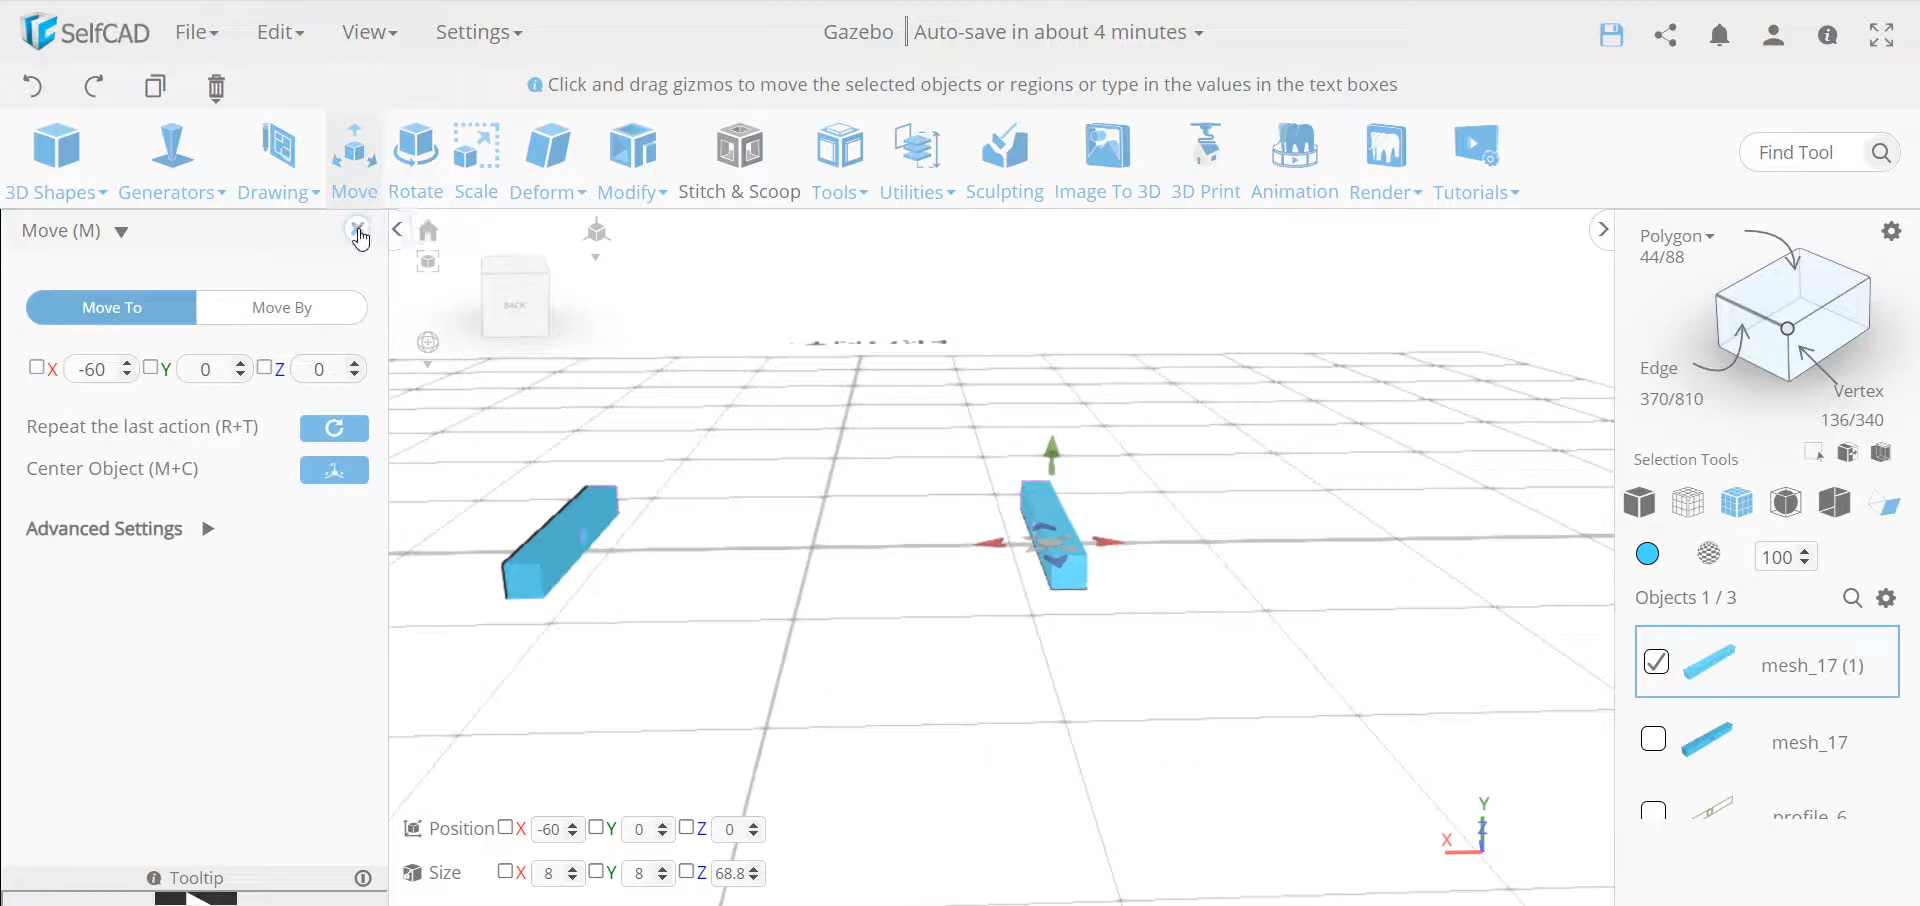 SelfCAD File Edit View Settings Gazebo Auto-save in about 4 minutes
Click and drag gizmos to move the selected objects or regions or type in the values in the text boxes
3D Shapes Generators Drawing Move Rotate Scale Deform Modify Stitch & Scoop Tools Utilities Sculpting Image To 3D 3D Print Animation Render Tutorials Find Tool
Move (M)
Move To Move By
X -60 Y 0 Z 0
Repeat the last action (R+T)
Center Object (M+C)
Advanced Settings
Tooltip
BACK
Position X -60 Y 0 Z 0
Size X 8 Y 8 Z 68.8
Y
Z
X
Polygon
44/88
Edge
370/810
Vertex
136/340
Selection Tools
100
Objects 1 / 3
mesh_17 (1)
mesh_17
profile_6